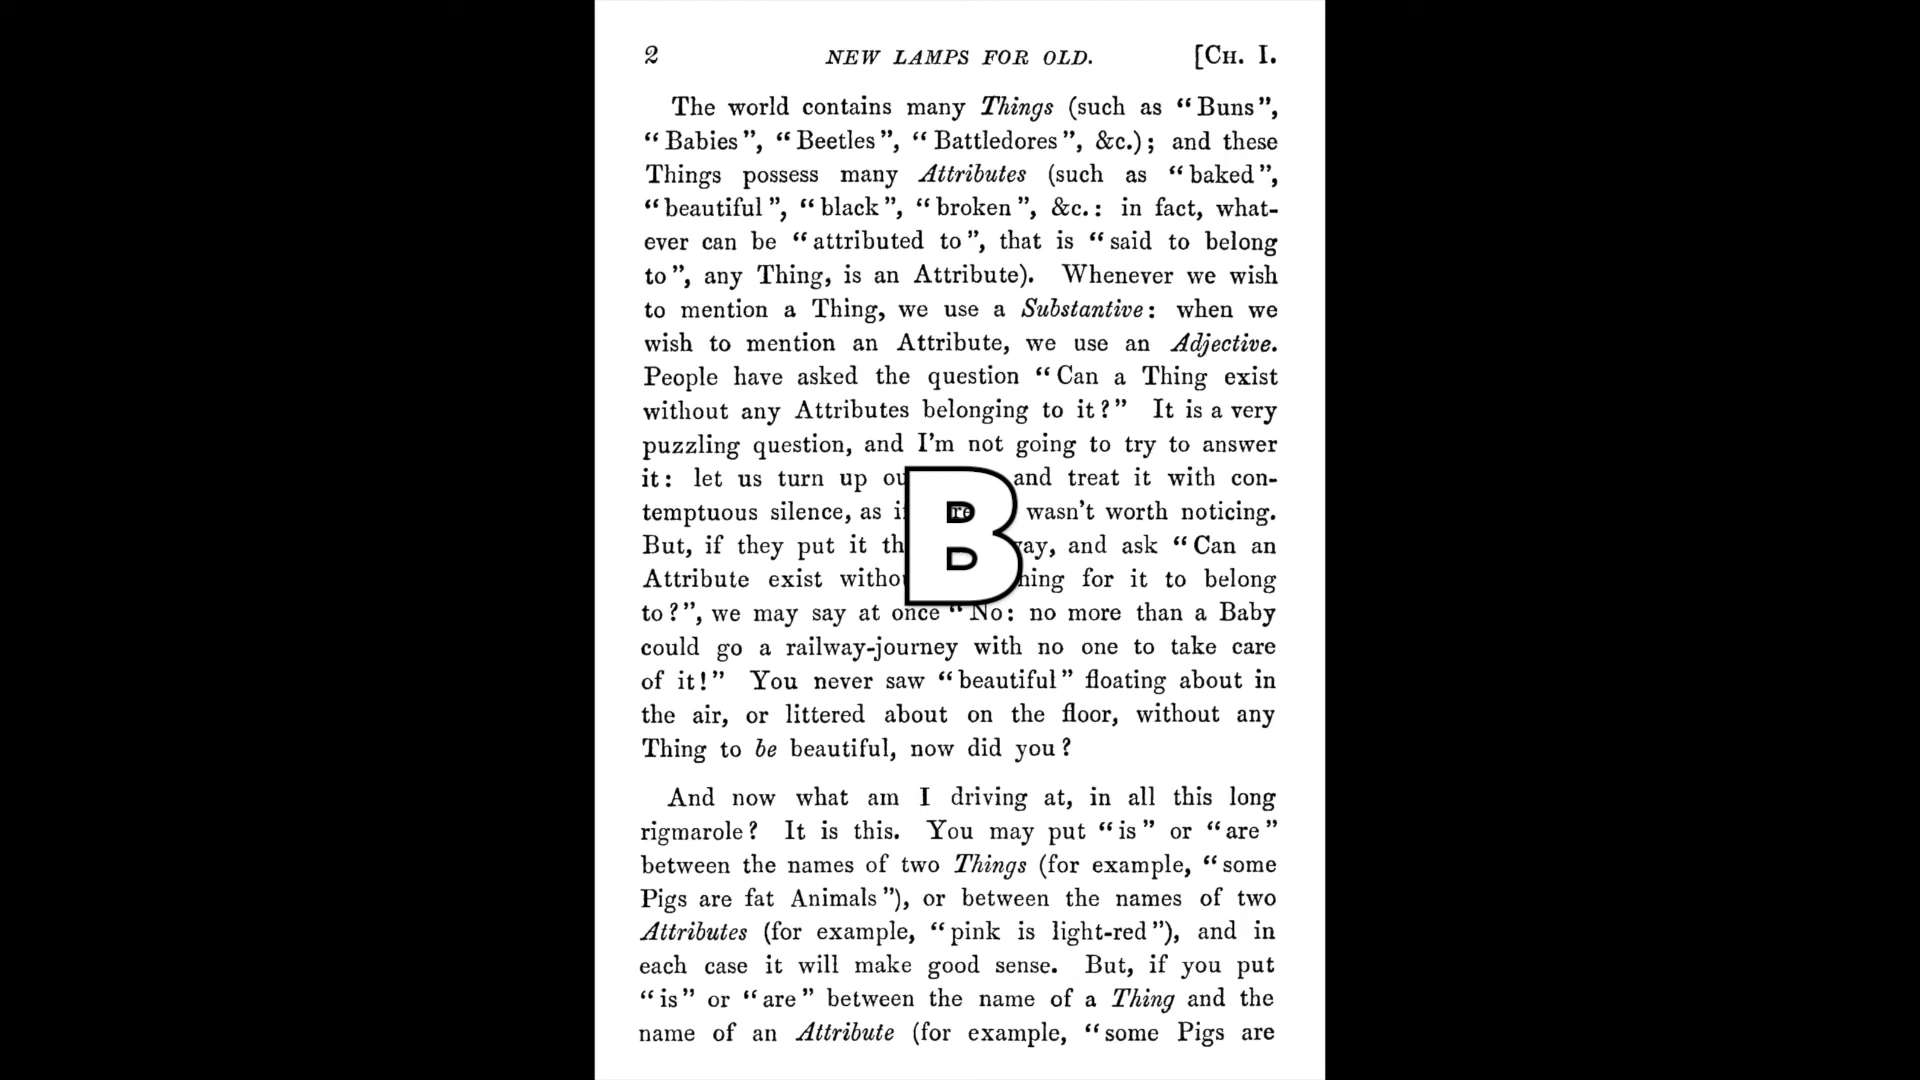 2 NEW LAMPS FOR OLD. [CH. I.
The world contains many Things (such as “Buns”,
“Babies”, “Beetles”, “Battledores”, &c.); and these
Things possess many Attributes (such as “baked”,
“beautiful”, “black”, “broken”, &c.: in fact, what-
ever can be “attributed to”, that is “said to belong
to”, any Thing, is an Attribute). Whenever we wish
to mention a Thing, we use a Substantive: when we
wish to mention an Attribute, we use an Adjective.
People have asked the question “Can a Thing exist
without any Attributes belonging to it?” It is a very
puzzling question, and I’m not going to try to answer
it: let us turn up and treat it with con-
temptuous silence, as wasn’t worth noticing.
But, if they put it and ask “Can an
Attribute exist for it to belong
to?”, we may say at once “No: no more than a Baby
could go a railway-journey with no one to take care
of it!” You never saw “beautiful” floating about in
the air, or littered about on the floor, without any
Thing to be beautiful, now did you?
And now what am I driving at, in all this long
rigmarole? It is this. You may put “is” or “are”
between the names of two Things (for example, “some
Pigs are fat Animals”), or between the names of two
Attributes (for example, “pink is light-red”), and in
each case it will make good sense. But, if you put
“is” or “are” between the name of a Thing and the
name of an Attribute (for example, “some Pigs are
B